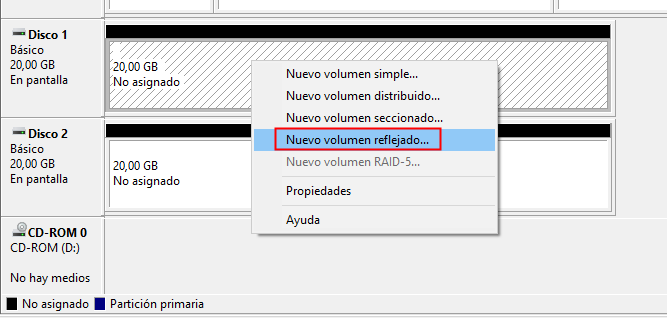 Disco 1
Básico
20,00 GB
En pantalla
20,00 GB
No asignado
Nuevo volumen simple...
Nuevo volumen distribuido...
Nuevo volumen seccionado...
Nuevo volumen reflejado...
Nuevo volumen RAID-5...
Propiedades
Ayuda
Disco 2
Básico
20,00 GB
En pantalla
20,00 GB
No asignado
CD-ROM 0
CD-ROM (D:)
No hay medios
No asignado
Partición primaria